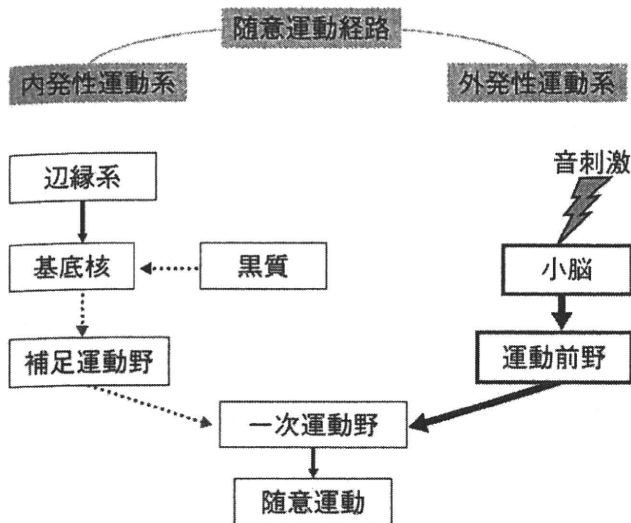 随意運動経路
内発性運動系
外発性運動系
音刺激
辺縁系
基底核
黒質
小脳
補足運動野
運動前野
一次運動野
随意運動